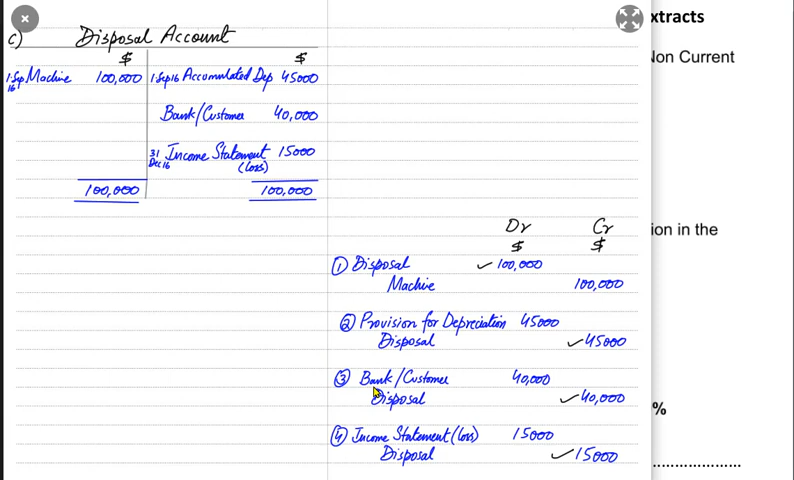 c) Disposal Account
$ $
1 Sep 16 Machine 100,000 1 Sep 16 Accumulated Dep 45000
Bank/Customer 40,000
31 Dec 16 Income Statement 15000
(loss)
100,000 100,000
Dr Cr
$ $
① Disposal ✓ 100,000
Machine 100,000
② Provision for Depreciation 45000
Disposal ✓ 45000
③ Bank/Customer 40,000
Disposal ✓ 40,000
④ Income Statement (loss) 15000
Disposal ✓ 15000
xtracts
Non Current
ion in the
%
......................